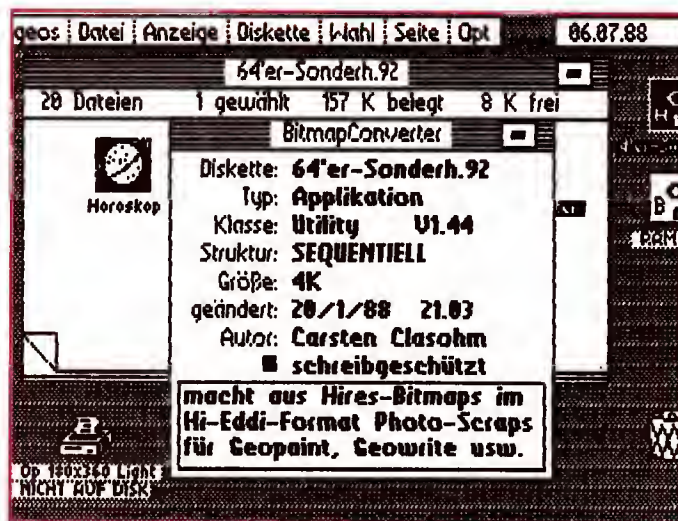 geos Datei Anzeige Diskette Wahl Seite Opt 06.07.88
64'er-Sonderh.92
20 Dateien 1 gewählt 157 K belegt 8 K frei
BitmapConverter
Horoskop
Diskette: 64'er-Sonderh.92
Typ: Applikation
Klasse: Utility V1.44
Struktur: SEQUENTIELL
Größe: 4K
geändert: 20/1/88 21.03
Autor: Carsten Clasohm
schreibgeschützt
macht aus Hires-Bitmaps im
Hi-Eddi-Format Photo-Scraps
für Geopaint, Geowrite usw.
Light
NICHT AUF DISK